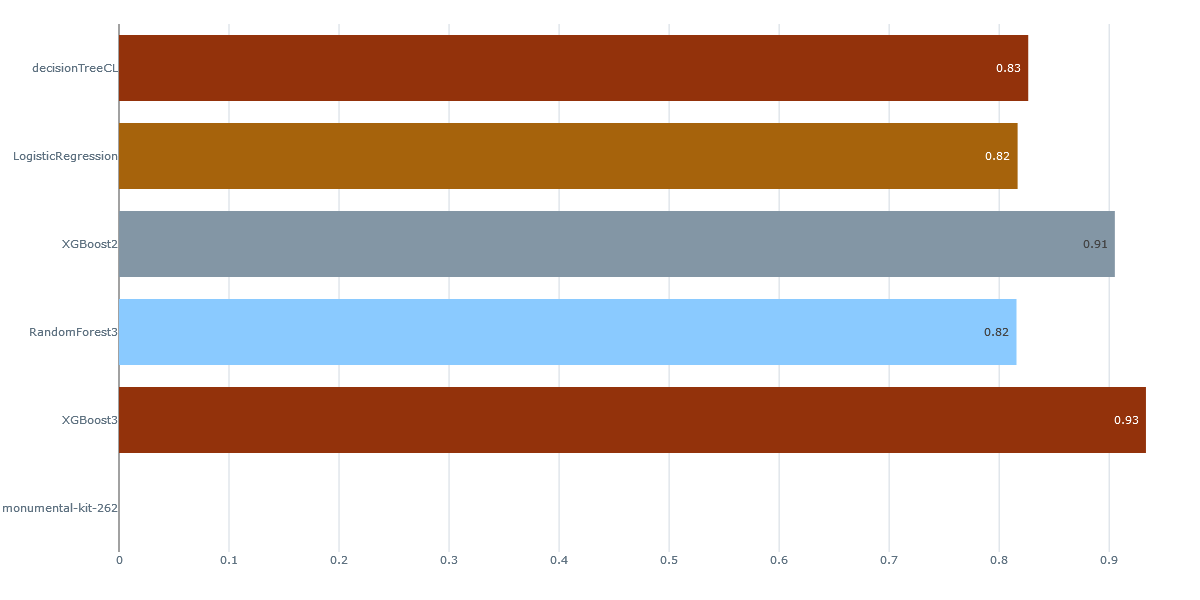 decisionTreeCL
0.83
LogisticRegression
0.82
XGBoost2
0.91
RandomForest3
0.82
XGBoost3
0.93
monumental-kit-262
0 0.1 0.2 0.3 0.4 0.5 0.6 0.7 0.8 0.9